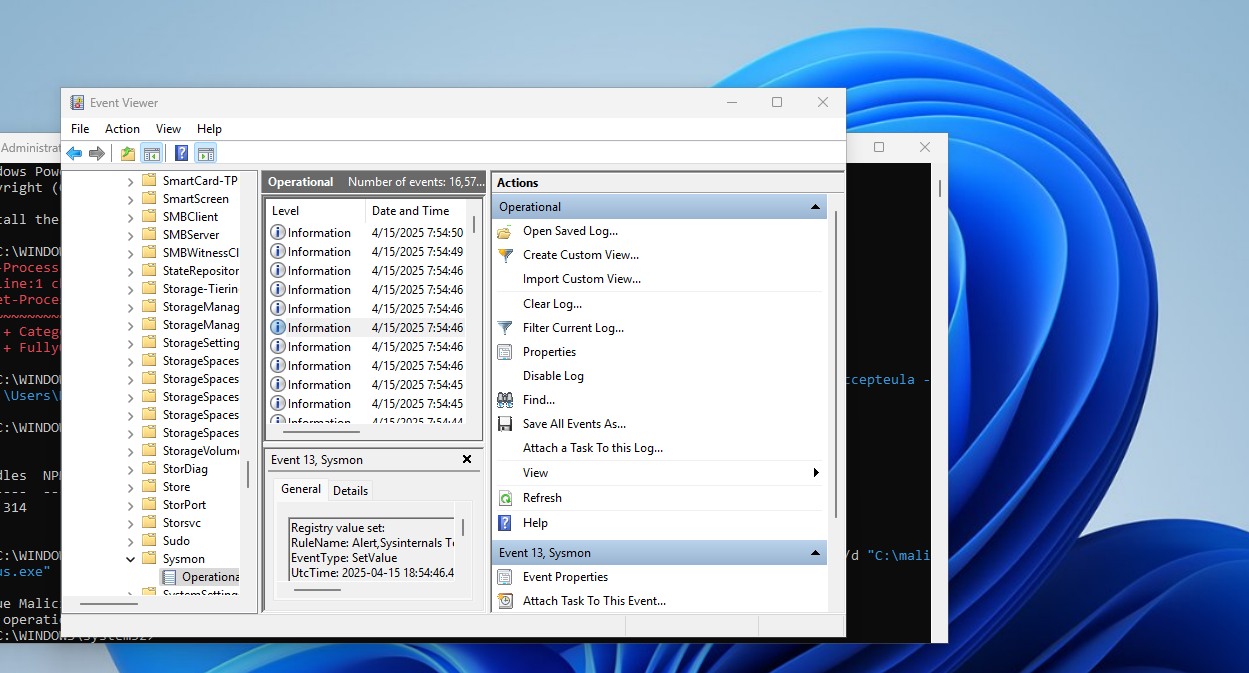 Event Viewer
File Action View Help
SmartCard-TP
SmartScreen
SMBClient
SMBServer
SMBWitnessCl
StateRepositor
Storage-Tierin
StorageManag
StorageManag
StorageSetting
StorageSpaces
StorageSpaces
StorageSpaces
StorageSpaces
StorageSpaces
StorageVolume
StorDiag
Store
StorPort
Storsvc
Sudo
Sysmon
Operationa
SystemSetting
Operational Number of events: 16,57...
Level Date and Time
Information 4/15/2025 7:54:50
Information 4/15/2025 7:54:49
Information 4/15/2025 7:54:46
Information 4/15/2025 7:54:46
Information 4/15/2025 7:54:46
Information 4/15/2025 7:54:46
Information 4/15/2025 7:54:46
Information 4/15/2025 7:54:46
Information 4/15/2025 7:54:45
Information 4/15/2025 7:54:45
Information 4/15/2025 7:54:44
Event 13, Sysmon
General Details
Registry value set:
RuleName: Alert,Sysinternals To
EventType: SetValue
UtcTime: 2025-04-15 18:54:46.4
Actions
Operational
Open Saved Log...
Create Custom View...
Import Custom View...
Clear Log...
Filter Current Log...
Properties
Disable Log
Find...
Save All Events As...
Attach a Task To this Log...
View
Refresh
Help
Event 13, Sysmon
Event Properties
Attach Task To This Event...
Administrat
dows Pow
yright (
tall the
C:\WINDOW
-Process
ine:1 c
et-Proce
~~~~~~~~
+ Categ
+ Fully
C:\WINDOW
ccepteula -
\Users\
C:\WINDOW
dles NP
---- --
314
C:\WINDOW
/d "C:\mali
us.exe"
ue Malic
operati
C:\WINDOWS\system32>